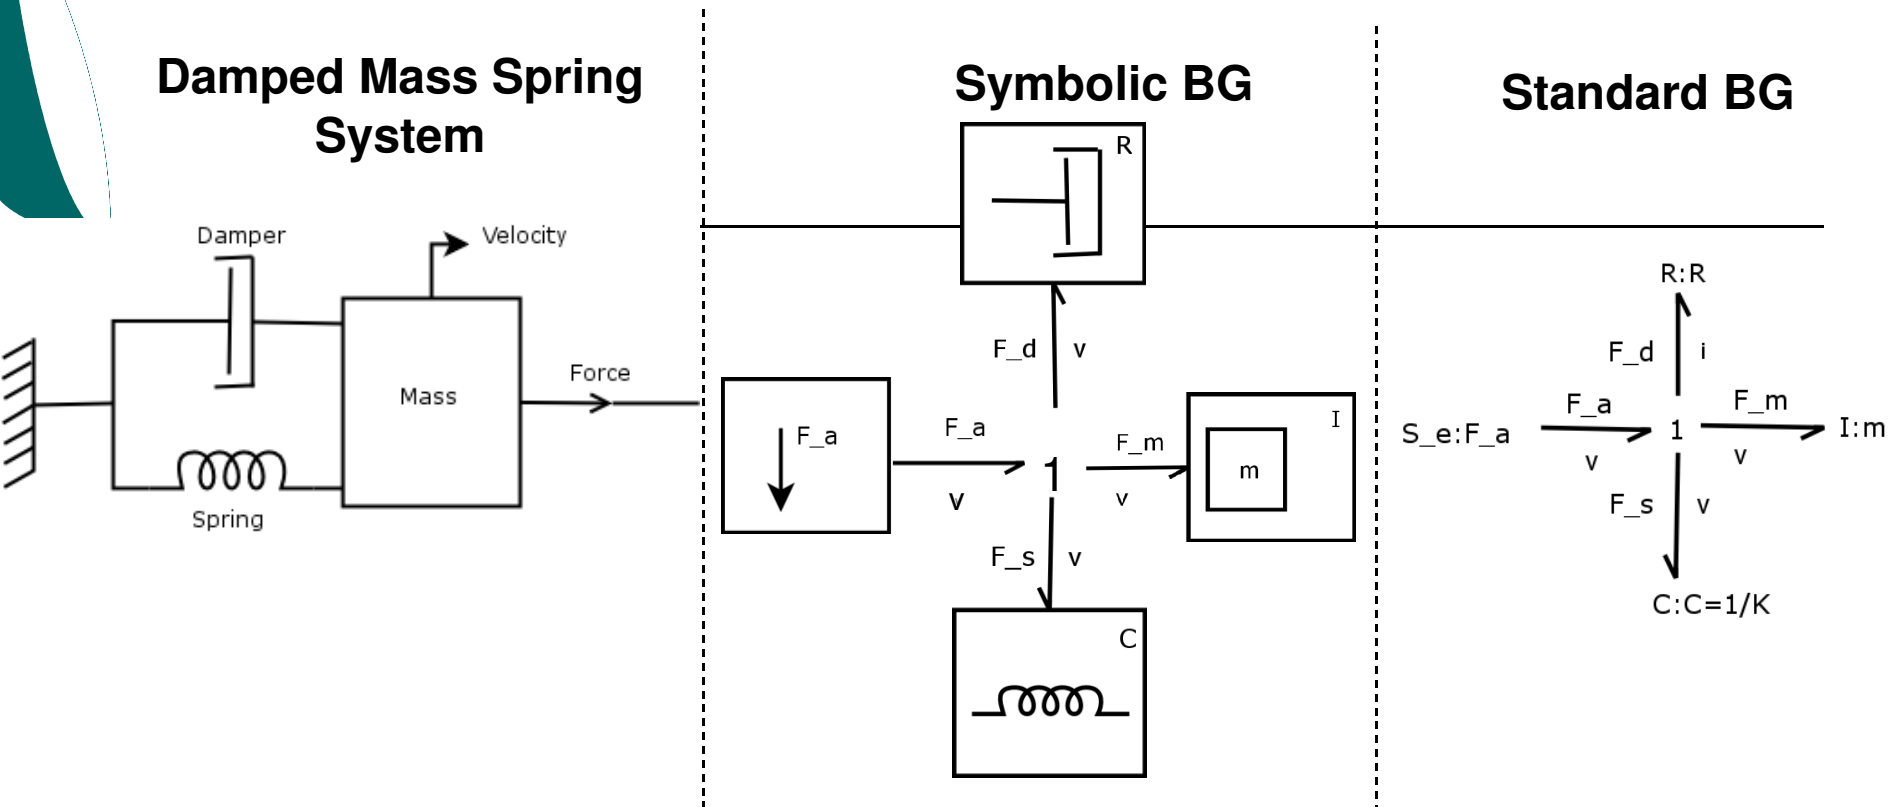 Damped Mass Spring
System
Damper
Velocity
Mass
Force
Spring
Symbolic BG
R
F_d v
F_a
F_a
v
1
F_m
v
I
m
F_s v
C
Standard BG
R:R
F_d i
F_a
S_e:F_a
v
1
F_m
v
I:m
F_s v
C:C=1/K